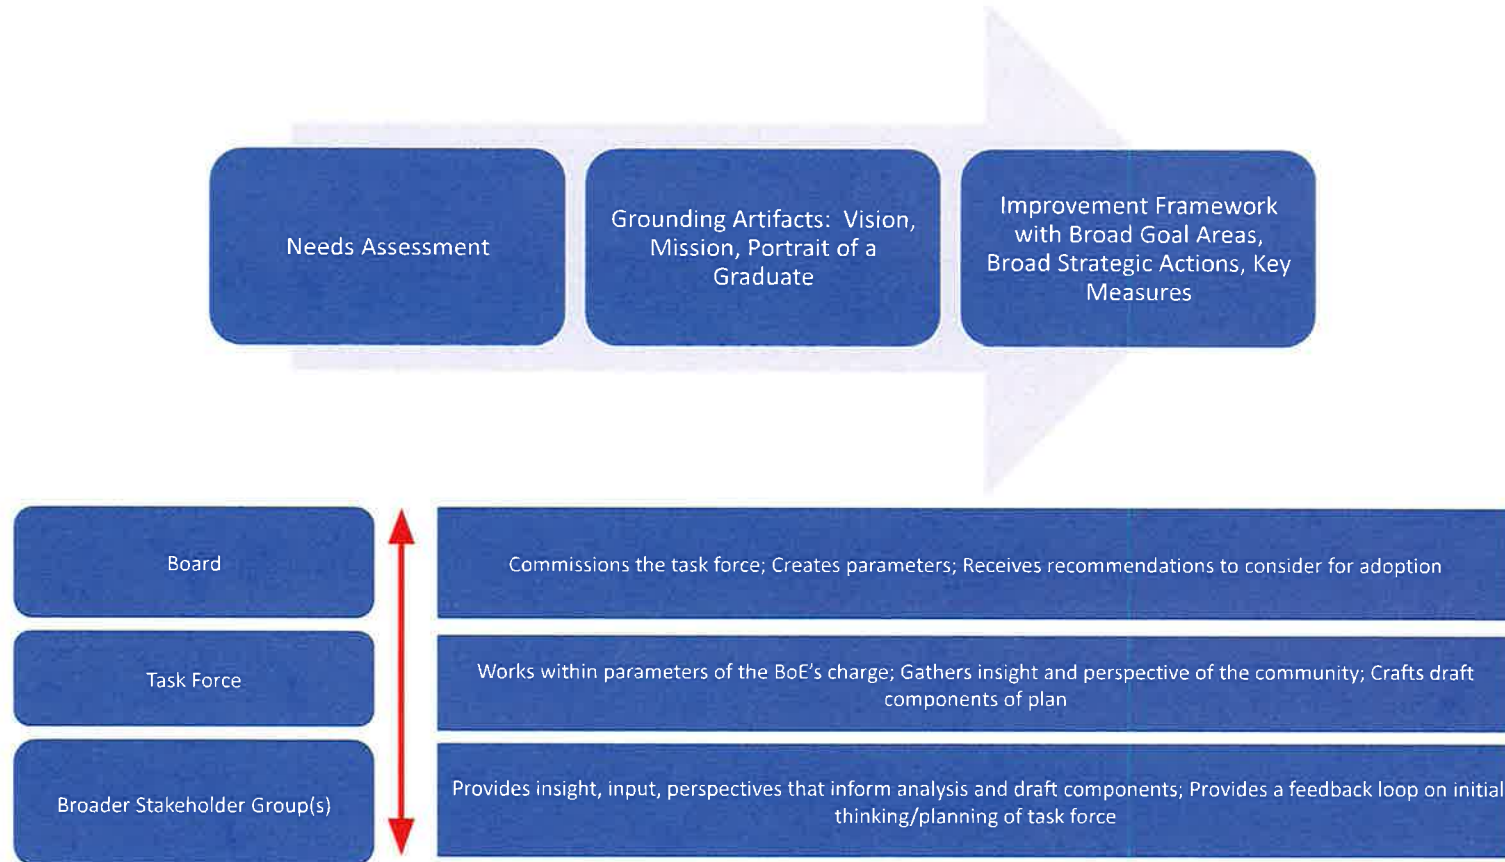 Needs Assessment
Grounding Artifacts:  Vision,
Mission, Portrait of a
Graduate
Improvement Framework
with Broad Goal Areas,
Broad Strategic Actions, Key
Measures
Board
Commissions the task force; Creates parameters; Receives recommendations to consider for adoption
Task Force
Works within parameters of the BoE’s charge; Gathers insight and perspective of the community; Crafts draft
components of plan
Broader Stakeholder Group(s)
Provides insight, input, perspectives that inform analysis and draft components; Provides a feedback loop on initial
thinking/planning of task force